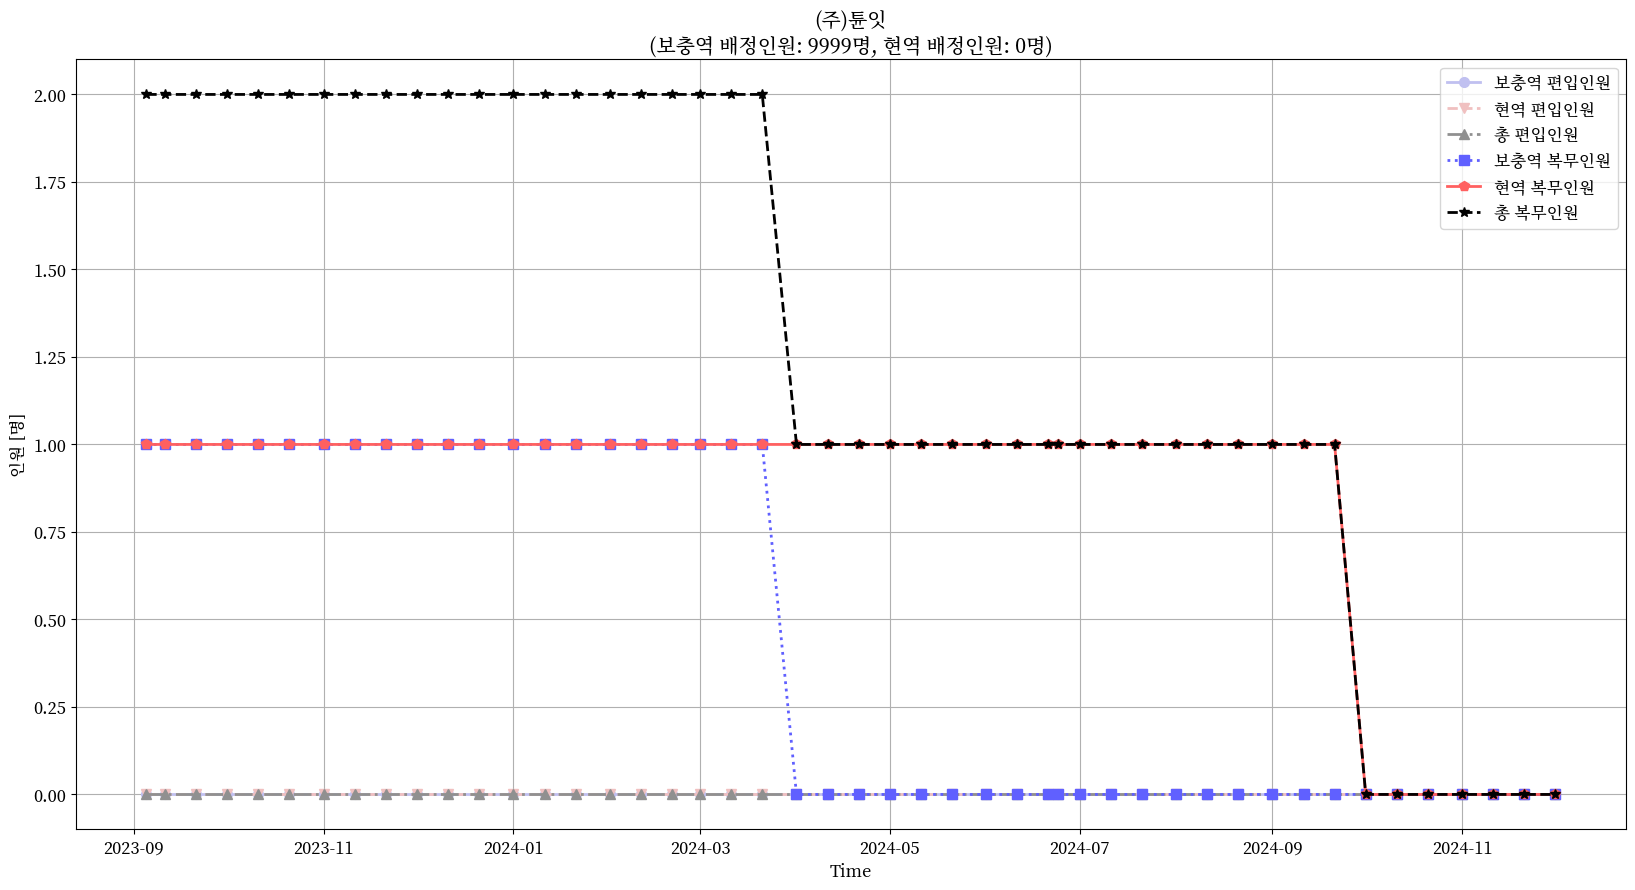 (주)튠잇
(보충역 배정인원: 9999명, 현역 배정인원: 0명)
보충역 편입인원
현역 편입인원
총 편입인원
보충역 복무인원
현역 복무인원
총 복무인원
인원 [명]
2.00
1.75
1.50
1.25
1.00
0.75
0.50
0.25
0.00
2023-09
2023-11
2024-01
2024-03
2024-05
2024-07
2024-09
2024-11
Time